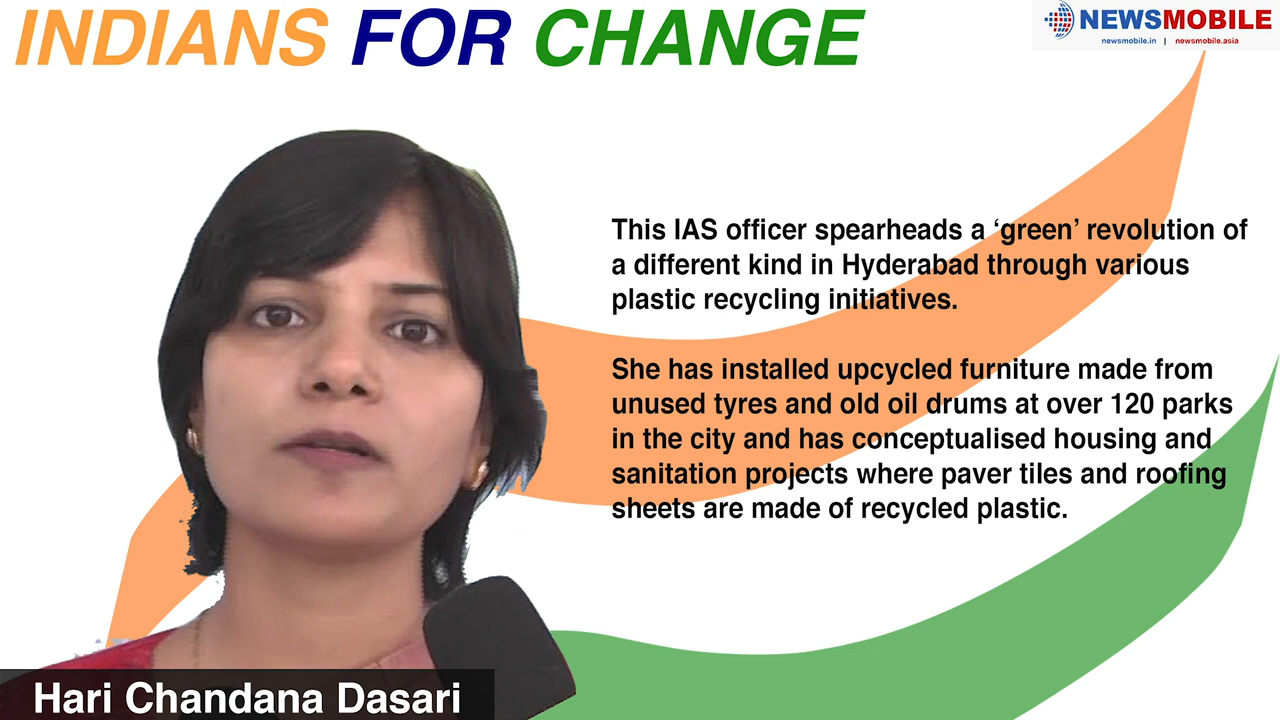 INDIANS FOR CHANGE
NEWSMOBILE
newsmobile.in | newsmobile.asia
This IAS officer spearheads a ‘green’ revolution of
a different kind in Hyderabad through various
plastic recycling initiatives.
She has installed upcycled furniture made from
unused tyres and old oil drums at over 120 parks
in the city and has conceptualised housing and
sanitation projects where paver tiles and roofing
sheets are made of recycled plastic.
Hari Chandana Dasari